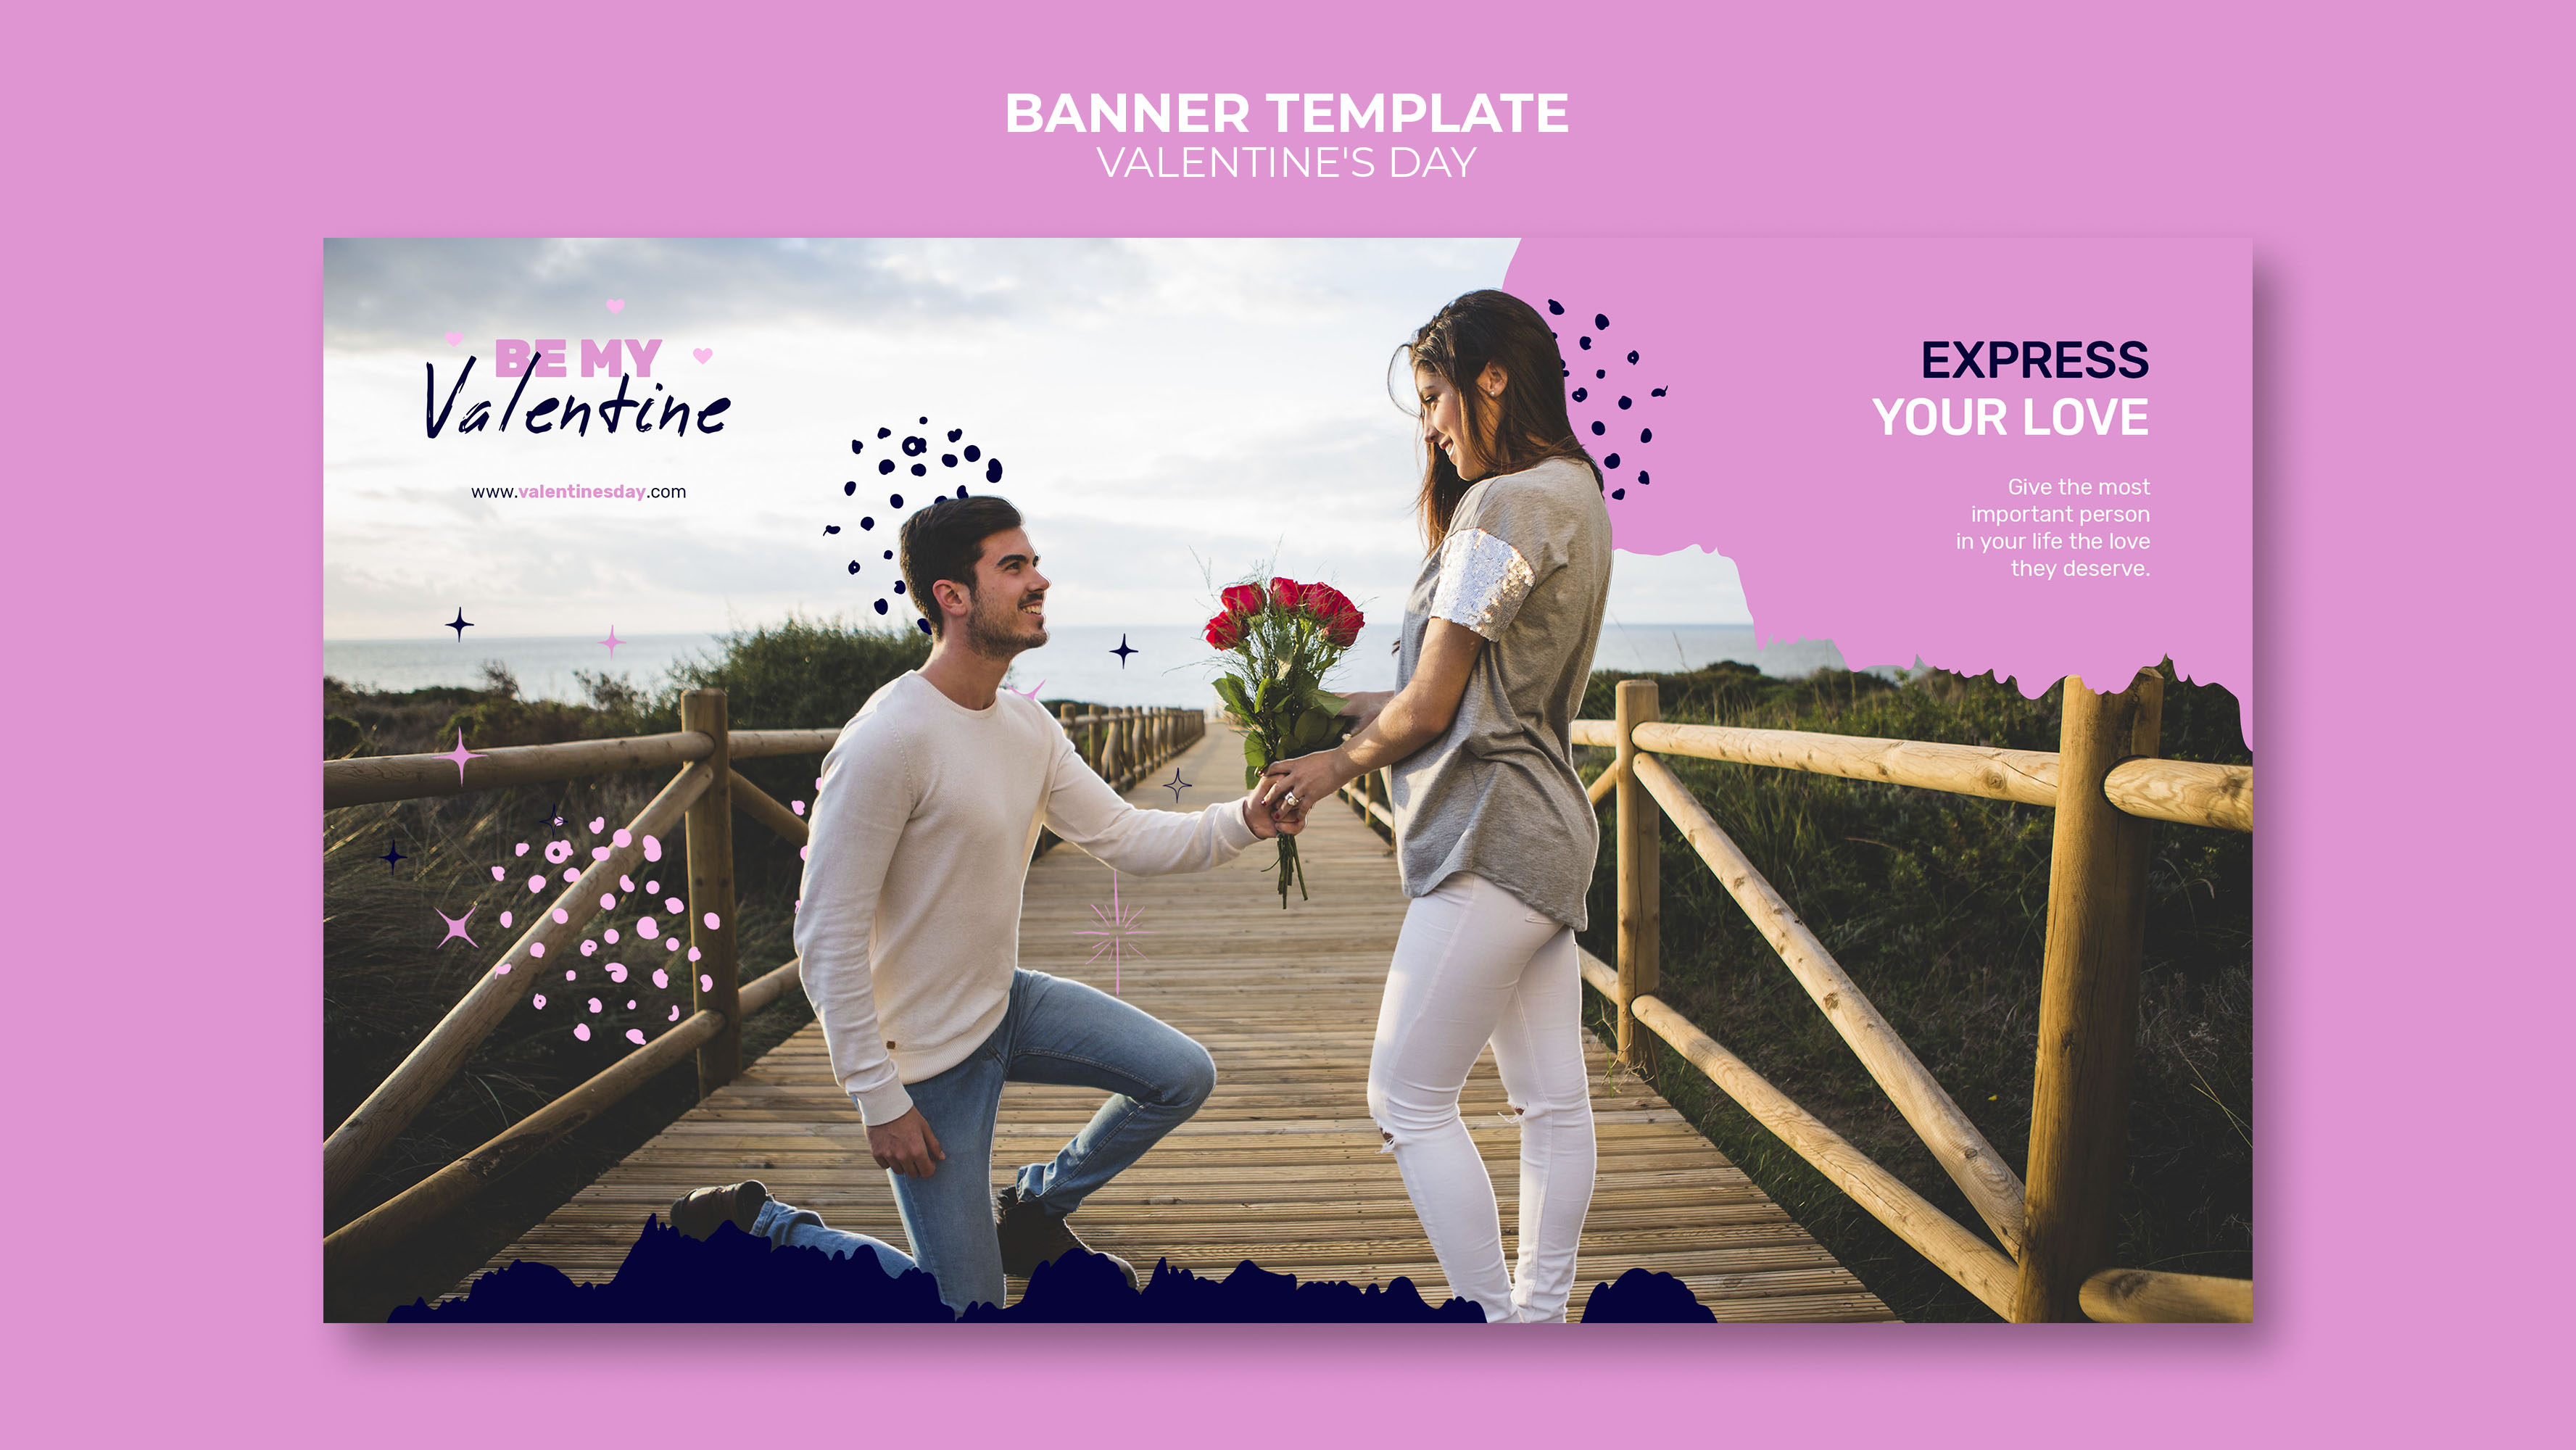 BANNER TEMPLATE
VALENTINE'S DAY
BE MY
Valentine
www.valentinesday.com
EXPRESS
YOUR LOVE
Give the most
important person
in your life the love
they deserve.